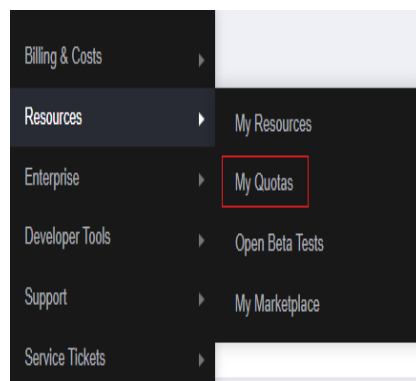 Billing & Costs
Resources
Enterprise
Developer Tools
Support
Service Tickets
My Resources
My Quotas
Open Beta Tests
My Marketplace